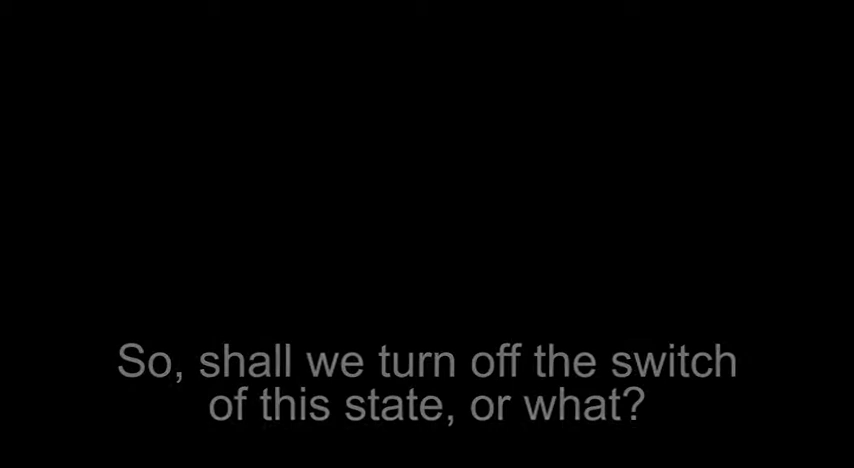 So, shall we turn off the switch
of this state, or what?